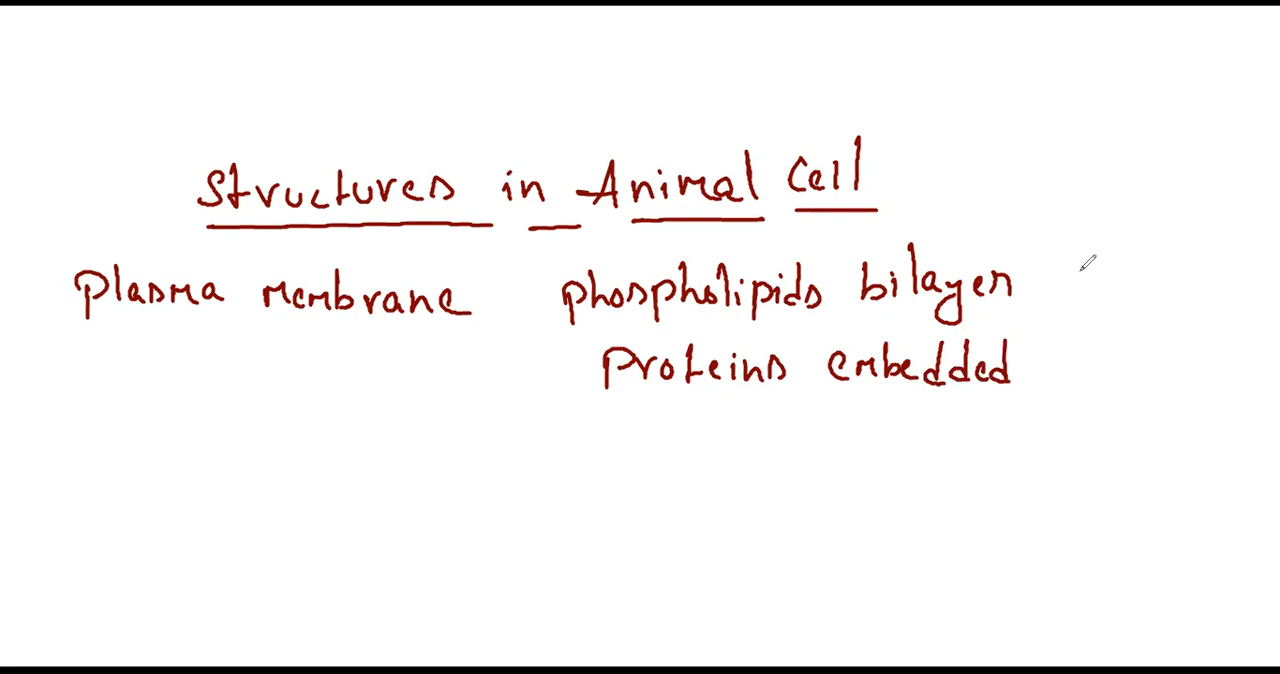 Structures in Animal Cell
Plasma membrane phospholipids bilayer
Proteins embedded